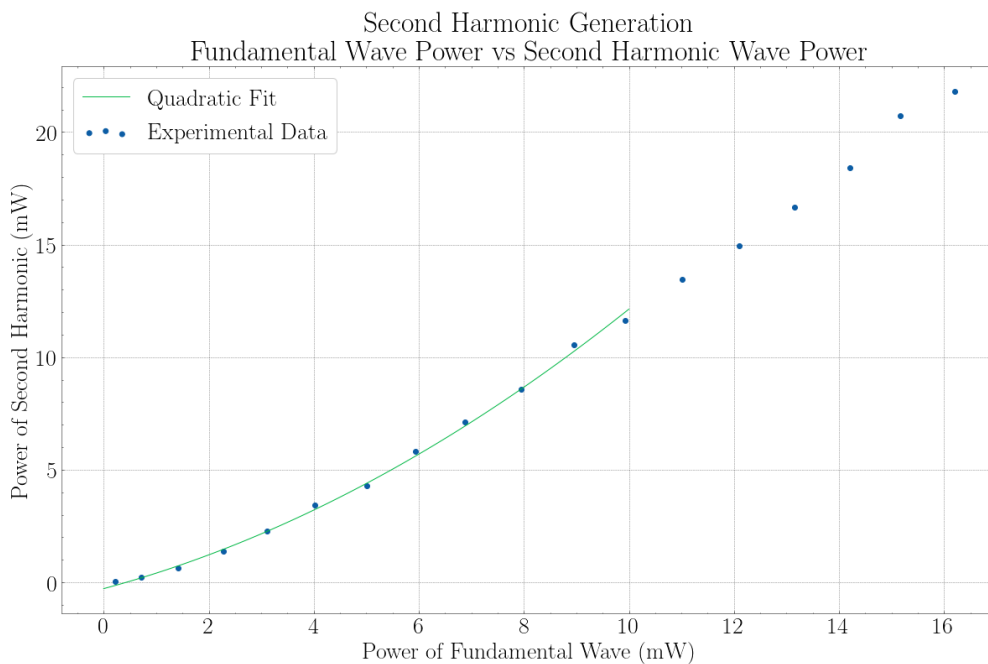 Second Harmonic Generation
Fundamental Wave Power vs Second Harmonic Wave Power
Quadratic Fit
Experimental Data
Power of Second Harmonic (mW)
20
15
10
5
0
0 2 4 6 8 10 12 14 16
Power of Fundamental Wave (mW)